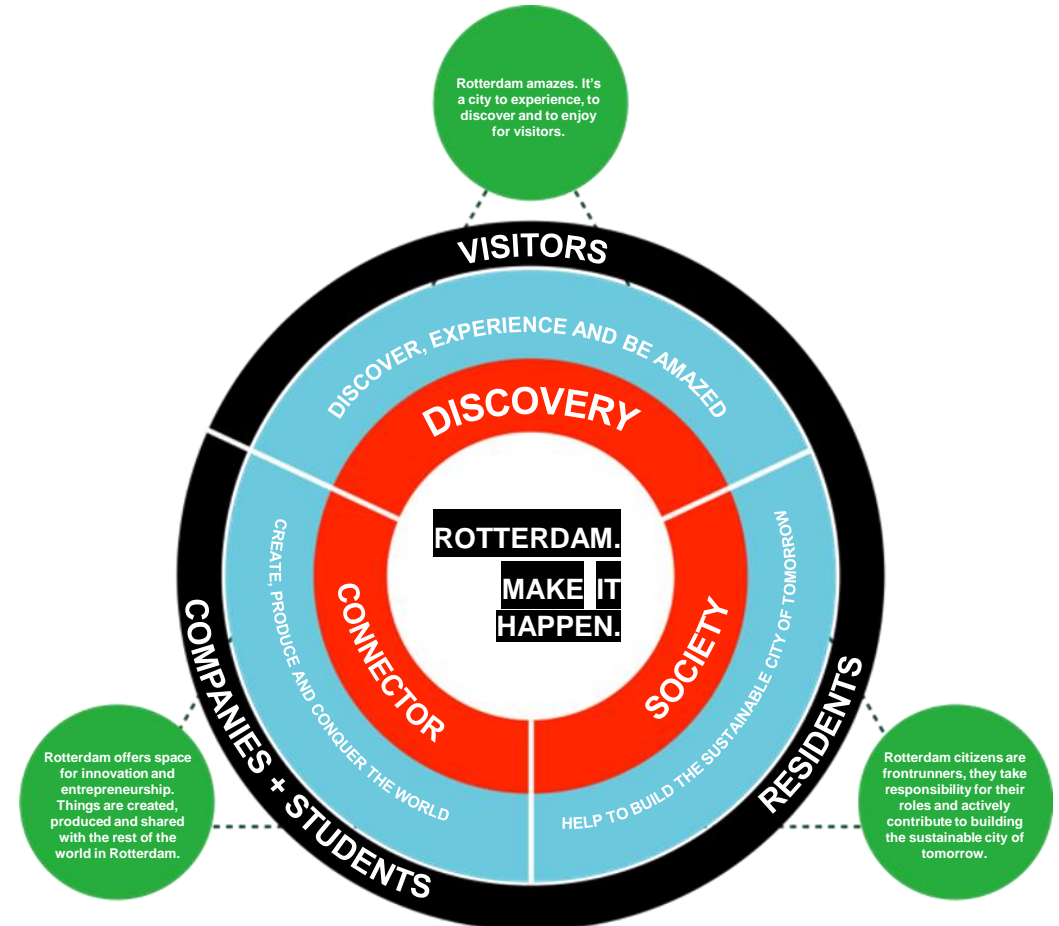 Rotterdam amazes. It's
a city to experience, to
discover and to enjoy
for visitors.
VISITORS
DISCOVER, EXPERIENCE AND BE AMAZED
DISCOVERY
ROTTERDAM.
MAKE IT
HAPPEN.
CONNECTOR
CREATE, PRODUCE AND CONQUER THE WORLD
COMPANIES + STUDENTS
SOCIETY
HELP TO BUILD THE SUSTAINABLE CITY OF TOMORROW
RESIDENTS
Rotterdam offers space
for innovation and
entrepreneurship.
Things are created,
produced and shared
with the rest of the
world in Rotterdam.
Rotterdam citizens are
frontrunners, they take
responsibility for their
roles and actively
contribute to building
the sustainable city of
tomorrow.